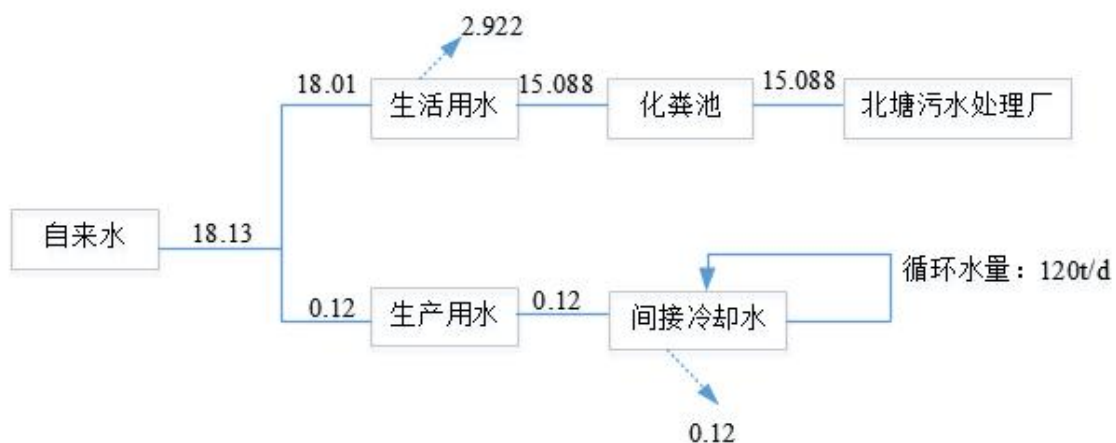 2.922
18.01
生活用水
15.088
化粪池
15.088
北塘污水处理厂
自来水
18.13
0.12
生产用水
0.12
间接冷却水
循环水量：120t/d
0.12